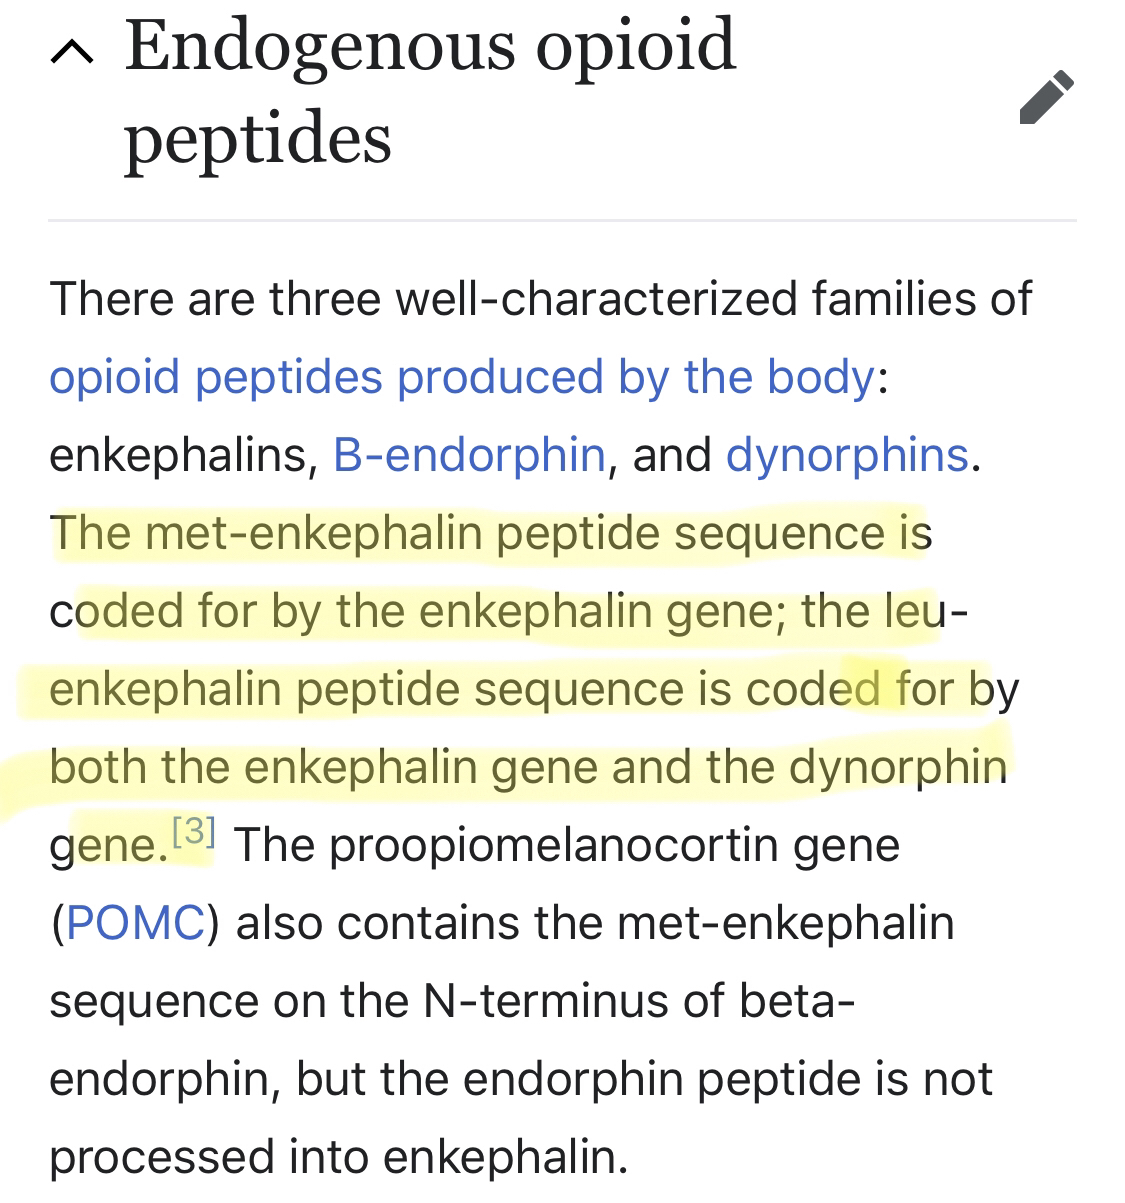 Endogenous opioid
peptides
There are three well-characterized families of
opioid peptides produced by the body:
enkephalins, Β-endorphin, and dynorphins.
The met-enkephalin peptide sequence is
coded for by the enkephalin gene; the leu-
enkephalin peptide sequence is coded for by
both the enkephalin gene and the dynorphin
gene.[3] The proopiomelanocortin gene
(POMC) also contains the met-enkephalin
sequence on the N-terminus of beta-
endorphin, but the endorphin peptide is not
processed into enkephalin.